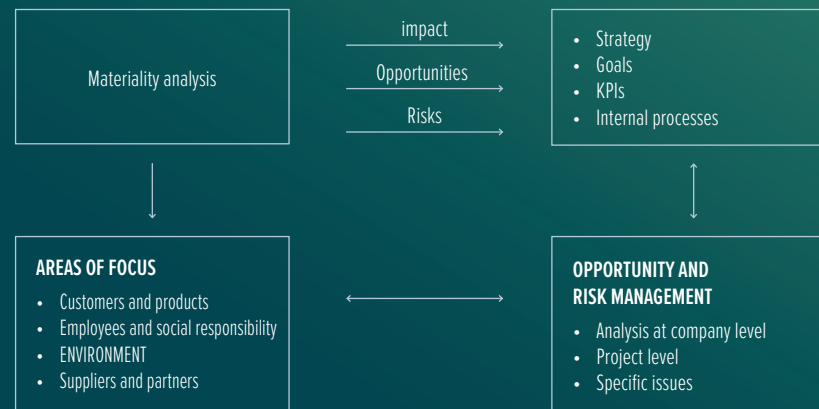 Materiality analysis
impact
Opportunities
Risks
• Strategy
• Goals
• KPIs
• Internal processes
AREAS OF FOCUS
• Customers and products
• Employees and social responsibility
• ENVIRONMENT
• Suppliers and partners
OPPORTUNITY AND
RISK MANAGEMENT
• Analysis at company level
• Project level
• Specific issues